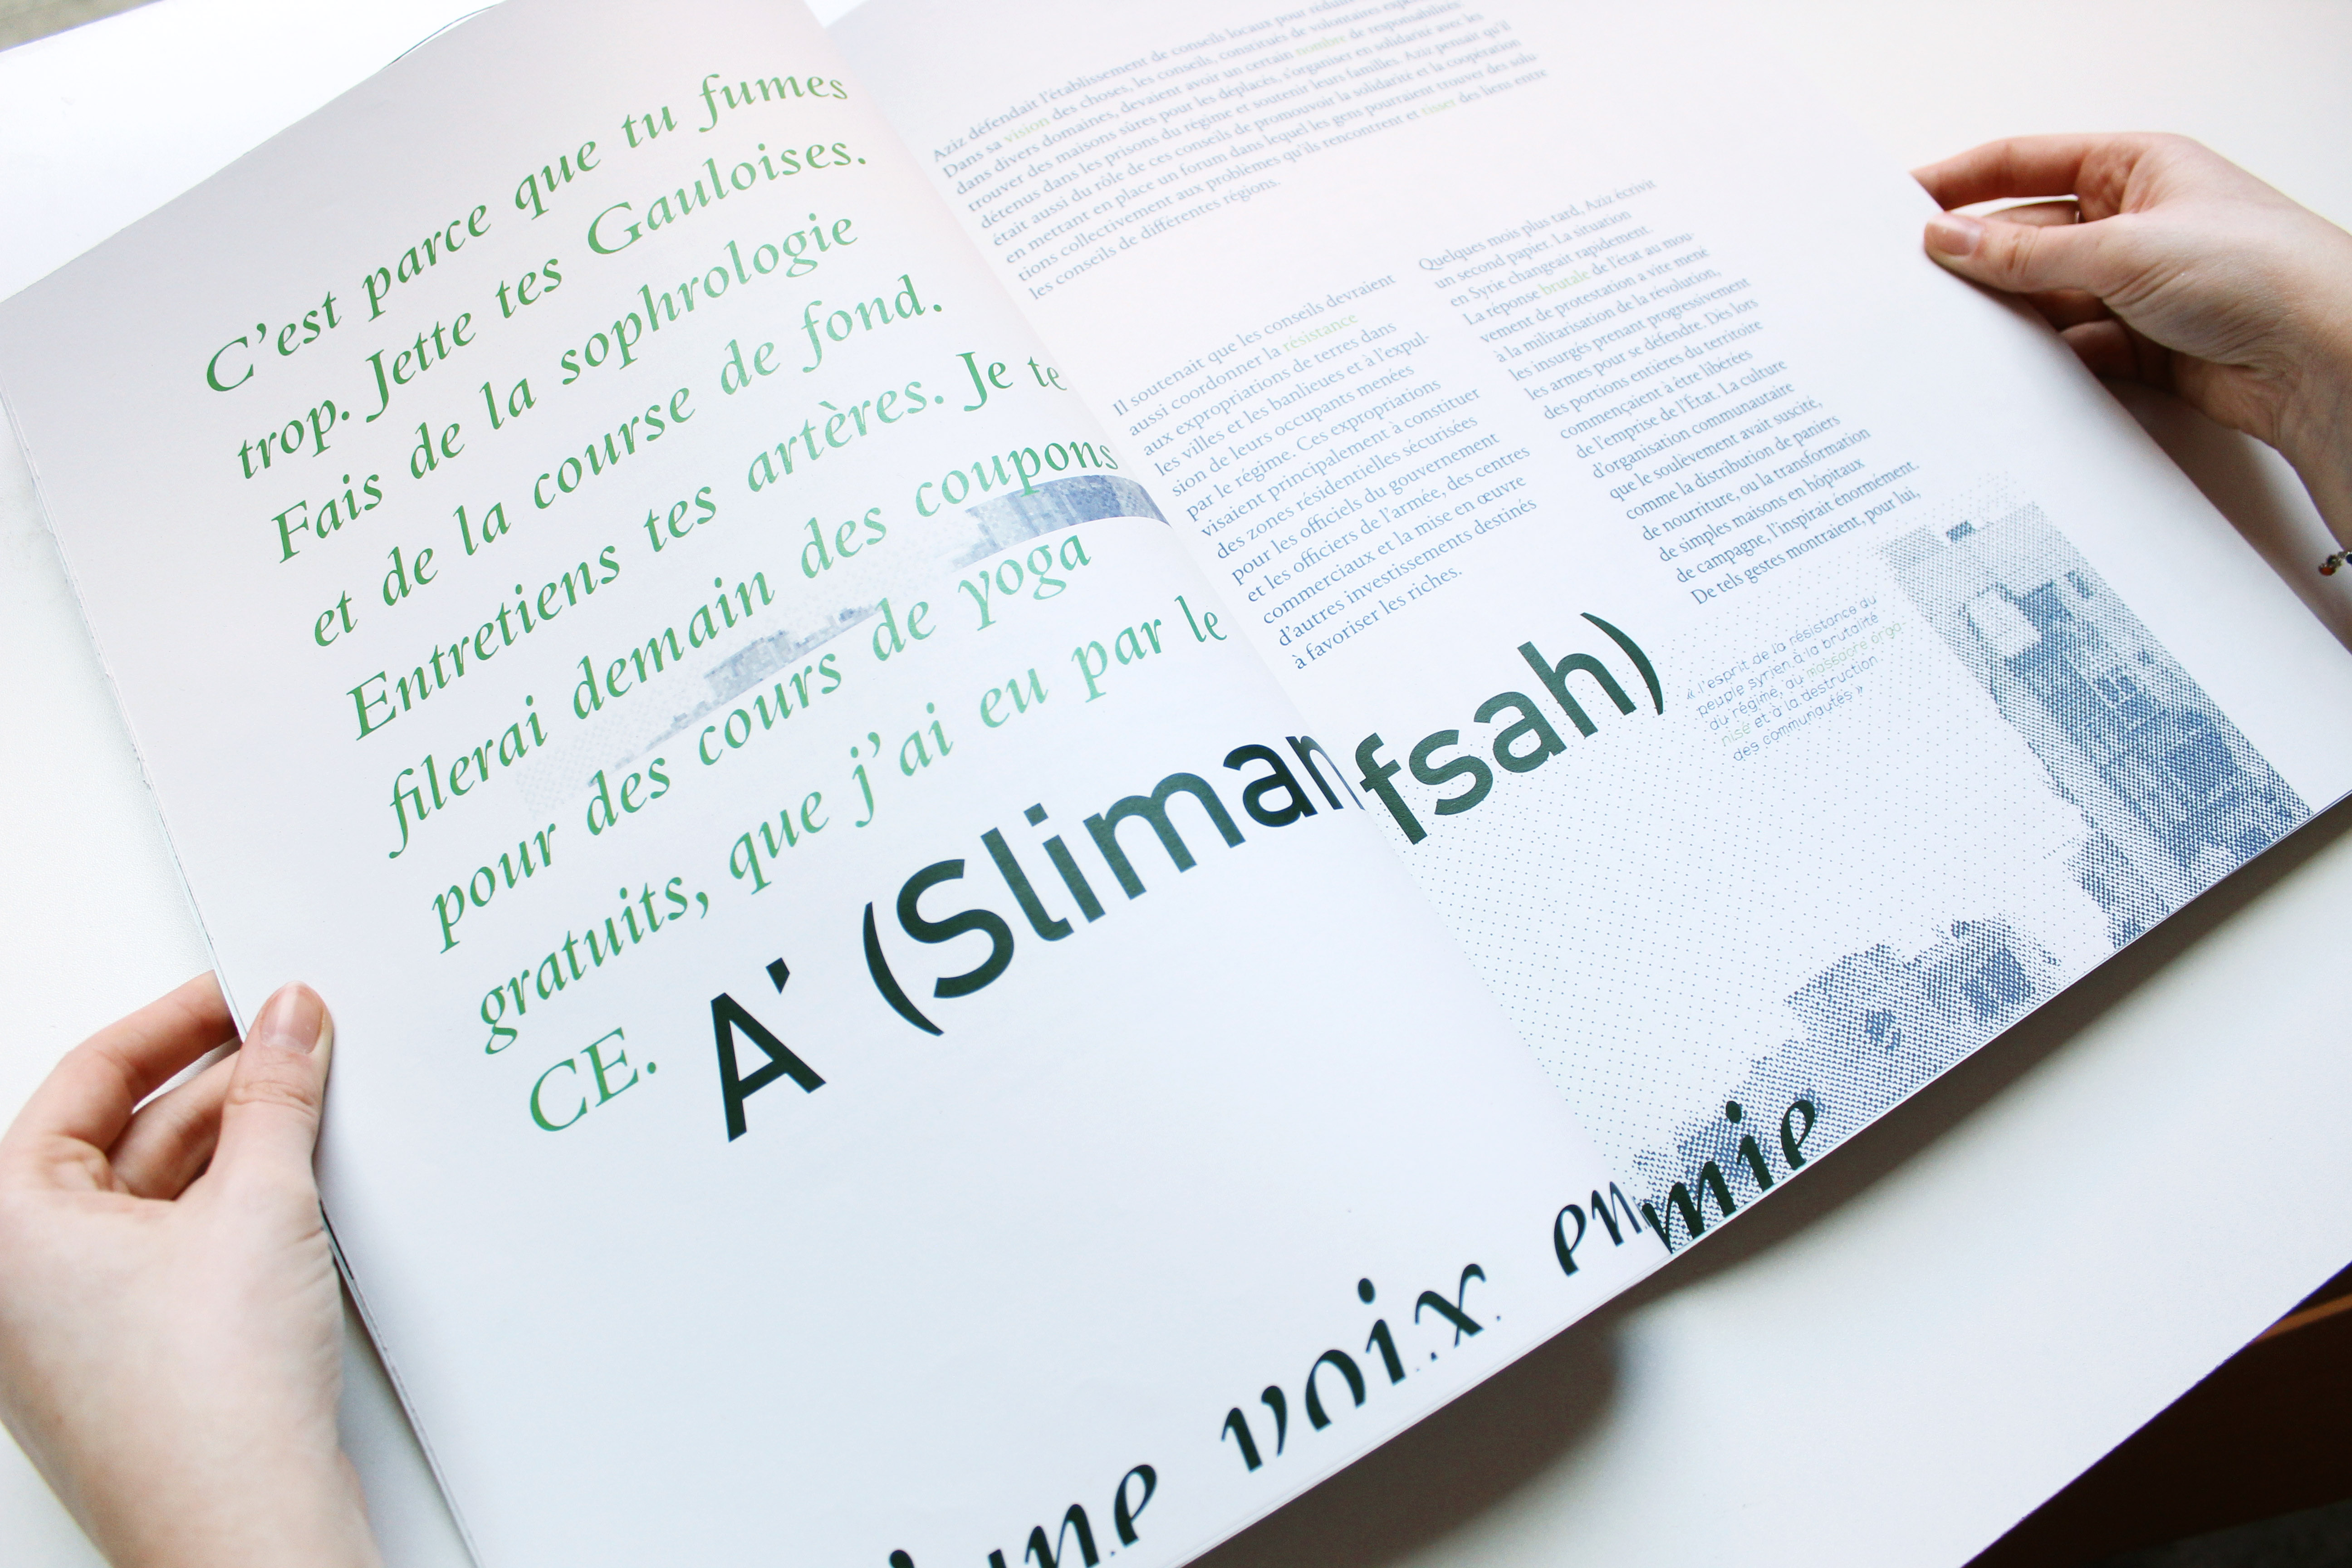 C’est parce que tu fumes
trop. Jette tes Gauloises.
Fais de la sophrologie
et de la course de fond.
Entretiens tes artères. Je te
filerai demain des coupons
pour des cours de yoga
gratuits, que j’ai eu par le
CE.
A’ (Sliman
fsah)
une voix en
mie
Aziz défendait l’établissement de conseils locaux pour
Dans sa vision des choses, les conseils, constitués de volontaires
dans divers domaines, devaient avoir un certain nombre de responsabilités:
trouver des maisons sûres pour les déplacés, s’organiser en solidarité avec les
détenus dans les prisons du régime et soutenir leurs familles. Aziz pensait qu’il
était aussi du rôle de ces conseils de promouvoir la solidarité et la coopération
en mettant en place un forum dans lequel les gens pourraient trouver des solu-
tions collectivement aux problèmes qu’ils rencontrent et tisser des liens entre
les conseils de différentes régions.
Il soutenait que les conseils devraient
aussi coordonner la résistance
aux expropriations de terres dans
les villes et les banlieues et à l’expul-
sion de leurs occupants menées
par le régime. Ces expropriations
visaient principalement à constituer
des zones résidentielles sécurisées
pour les officiels du gouvernement
et les officiers de l’armée, des centres
commerciaux et la mise en œuvre
d’autres investissements destinés
à favoriser les riches.
Quelques mois plus tard, Aziz écrivit
un second papier. La situation
en Syrie changeait rapidement.
La réponse brutale de l’état au mou-
vement de protestation a vite mené
à la militarisation de la révolution,
les insurgés prenant progressivement
les armes pour se défendre. Dès lors
des portions entières du territoire
commençaient à être libérées
de l’emprise de l’État. La culture
d’organisation communautaire
que le soulèvement avait suscité,
comme la distribution de paniers
de nourriture, ou la transformation
de simples maisons en hôpitaux
de campagne, l’inspirait énormément.
De tels gestes montraient, pour lui,
« l’esprit de la résistance du
peuple syrien à la brutalité
du régime, au massacre orga-
nisé et à la destruction
des communautés »